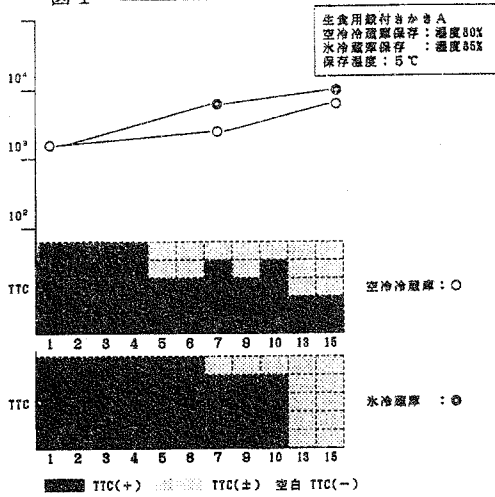 図1
生食用殻付きかきA
空冷冷蔵庫保存：湿度80%
氷冷蔵庫保存　：湿度85%
保存温度：5℃
10⁴
10³
10²
TTC
空冷冷蔵庫：○
1 2 3 4 5 6 7 9 10 13 15
TTC
氷冷蔵庫　：◎
1 2 3 4 5 6 7 9 10 13 15
TTC(+) TTC(±) 空白 TTC(−)